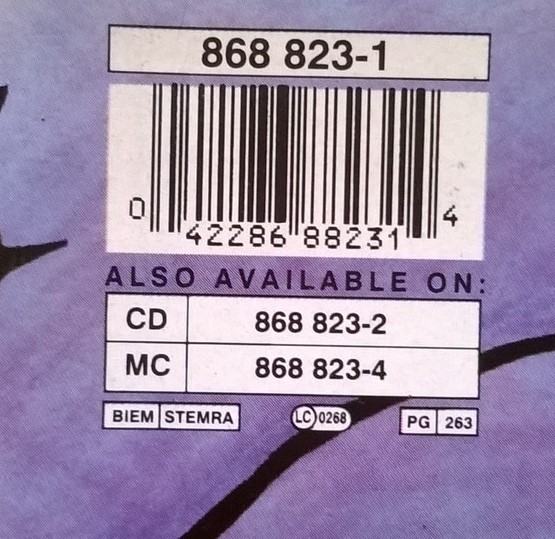 868 823-1
0 42286 88231 4
ALSO AVAILABLE ON:
CD 868 823-2
MC 868 823-4
BIEM STEMRA LC 0268 PG 263